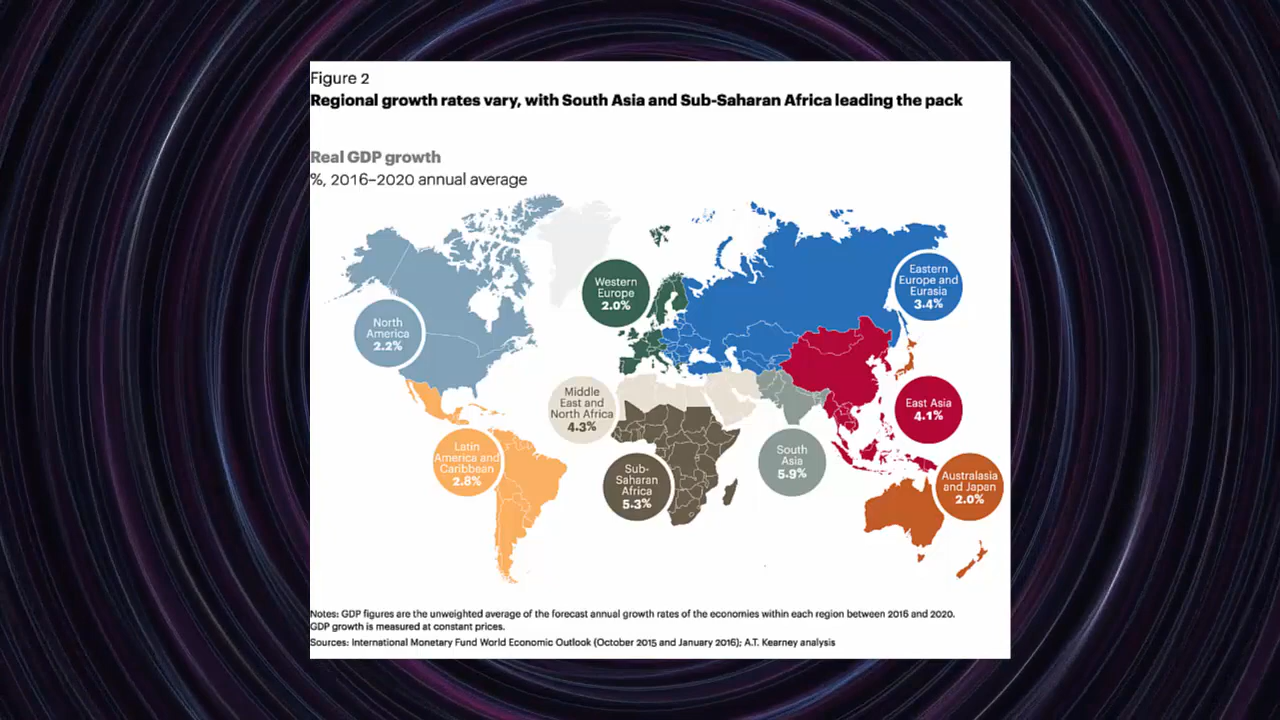 Figure 2
Regional growth rates vary, with South Asia and Sub-Saharan Africa leading the pack
Real GDP growth
%, 2016–2020 annual average
Western
Europe
2.0%
Eastern
Europe and
Eurasia
3.4%
North
America
2.2%
Middle
East and
North Africa
4.3%
East Asia
4.1%
Latin
America and
Caribbean
2.8%
Sub-
Saharan
Africa
5.3%
South
Asia
5.9%
Australasia
and Japan
2.0%
Notes: GDP figures are the unweighted average of the forecast annual growth rates of the economies within each region between 2016 and 2020.
GDP growth is measured at constant prices.
Sources: International Monetary Fund World Economic Outlook (October 2015 and January 2016); A.T. Kearney analysis